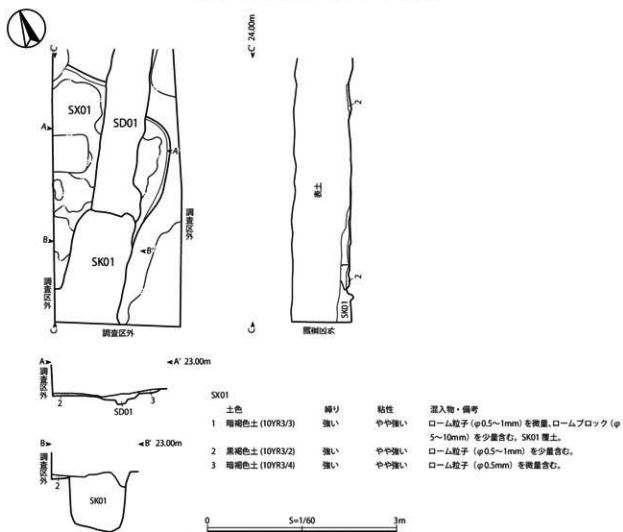 C'
C' 24.00m
SX01
SD01
2
A
A'
表土
調査区外
B
B'
SK01
2
調査区外
SK01
C
調査区外
C
A
A' 23.00m
調査区外
2
3
SD01
B
B' 23.00m
調査区外
2
SK01
SX01
土色 締り 粘性 混入物・備考
1 暗褐色土 (10YR3/3) 強い やや強い ローム粒子 (φ0.5〜1mm) を微量、ロームブロック (φ
5〜10mm) を少量含む。SK01 覆土。
2 黒褐色土 (10YR3/2) 強い やや強い ローム粒子 (φ0.5〜1mm) を少量含む。
3 暗褐色土 (10YR3/4) 強い やや強い ローム粒子 (φ0.5mm) を微量含む。
0 S=1/60 3m